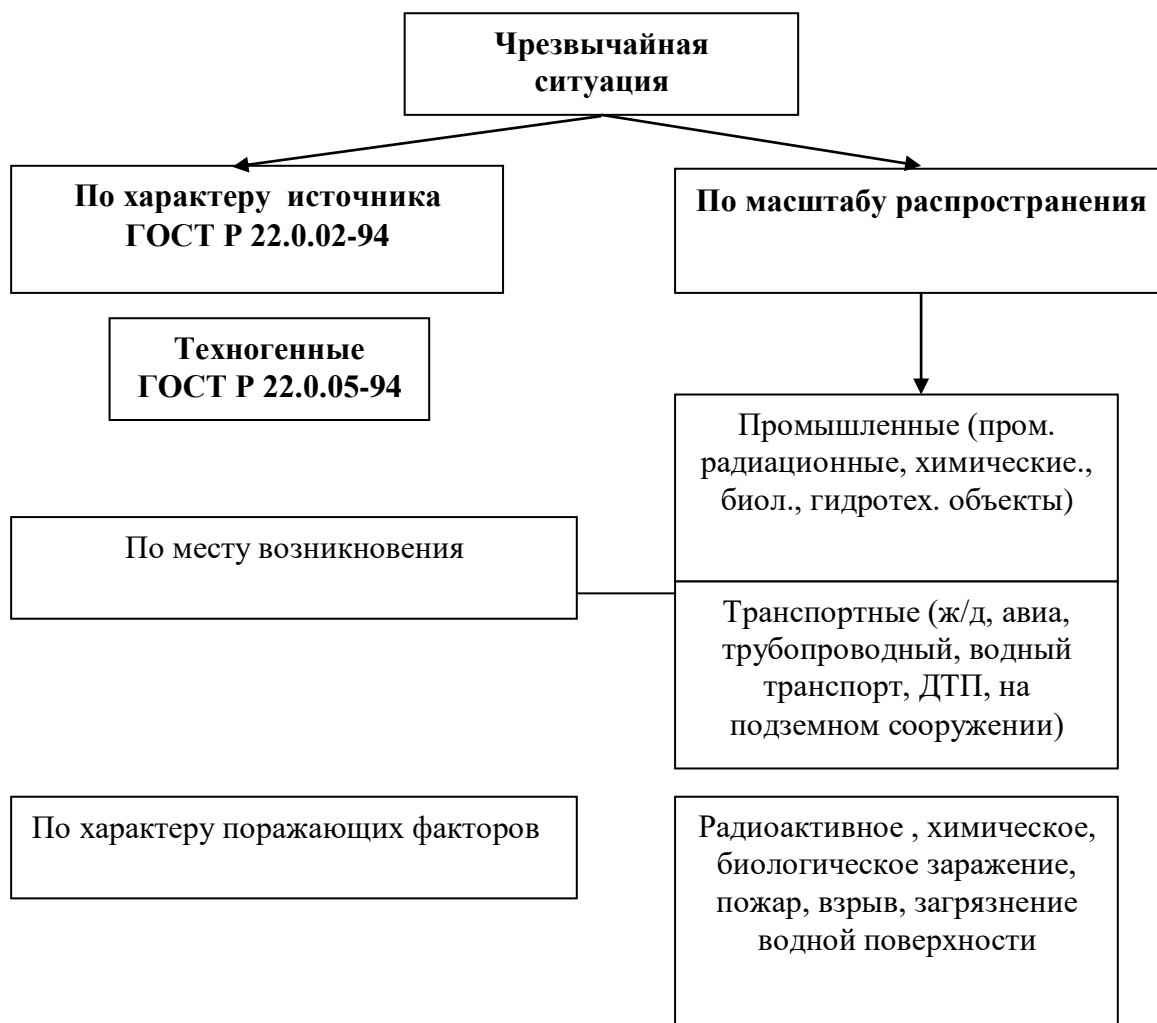 Чрезвычайная
ситуация
По характеру источника
ГОСТ Р 22.0.02-94
По масштабу распространения
Техногенные
ГОСТ Р 22.0.05-94
Промышленные (пром.
радиационные, химические.,
биол., гидротех. объекты)
По месту возникновения
Транспортные (ж/д, авиа,
трубопроводный, водный
транспорт, ДТП, на
подземном сооружении)
По характеру поражающих факторов
Радиоактивное , химическое,
биологическое заражение,
пожар, взрыв, загрязнение
водной поверхности